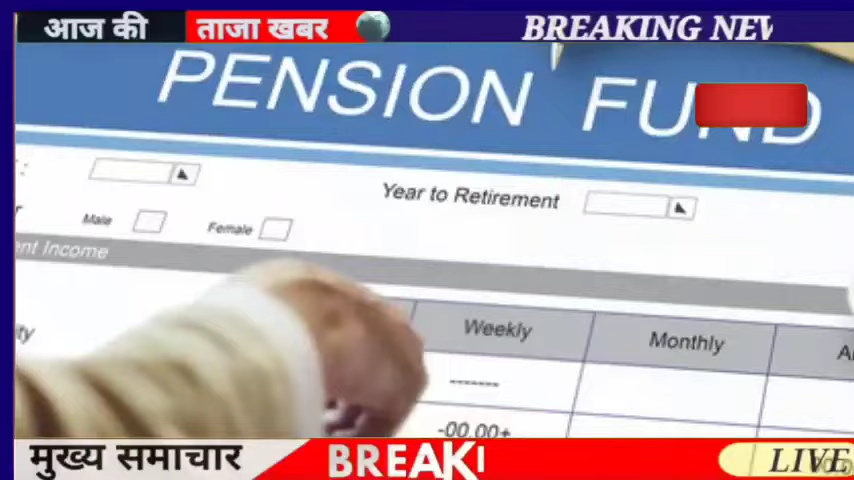 आज की ताजा खबर BREAKING NEW
PENSION FUND
Year to Retirement
Male Female
nt Income
Weekly Monthly
-------
-00.00+
मुख्य समाचार BREAKI LIVE